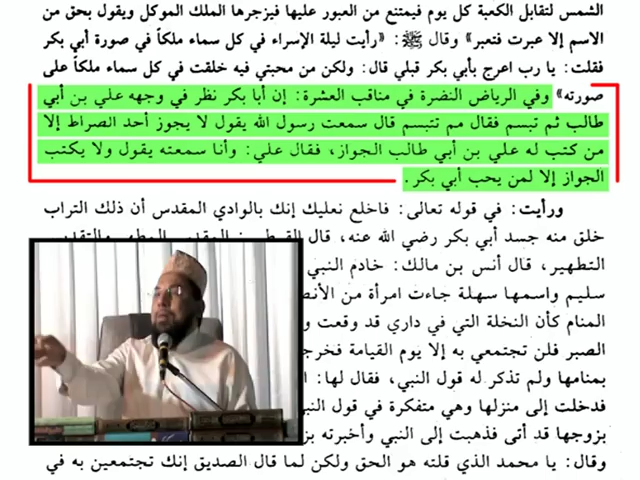 الشمس لتقابل الكعبة كل يوم فيمتنع من العبور عليها فيزجرها الملك الموكل ويقول بحق من
الاسم إلا عبرت فتعبر» وقال ﷺ: «رأيت ليلة الإسراء في كل سماء ملكاً في صورة أبي بكر
فقلت: يا رب اعرج بأبي بكر قبلي قال: ولكن من محبتي فيه خلقت في كل سماء ملكاً على
صورته» وفي الرياض النضرة في مناقب العشرة: إن أبا بكر نظر في وجهه علي بن أبي
طالب ثم تبسم فقال مم تتبسم قال سمعت رسول الله يقول لا يجوز أحد الصراط إلا
من كتب له علي بن أبي طالب الجواز، فقال علي: وأنا سمعته يقول ولا يكتب
الجواز إلا لمن يحب أبي بكر.
ورأيت: في قوله تعالى: فاخلع نعليك إنك بالوادي المقدس أن ذلك التراب
خلق منه جسد أبي بكر رضي الله عنه، قال
التطهير، قال أنس بن مالك: خادم النبي
سليم واسمها سهلة جاءت امرأة من
المنام كأن النخلة التي في داري قد وقعت
الصبر فلن تجتمعي به إلا يوم القيامة
بمنامها ولم تذكر له قول النبي، فقال لها:
فدخلت إلى منزلها وهي متفكرة في قول
بزوجها قد أتى فذهبت إلى النبي وأخبرته
وقال: يا محمد الذي قلته هو الحق ولكن لما قال الصديق إنك تجتمعين به في